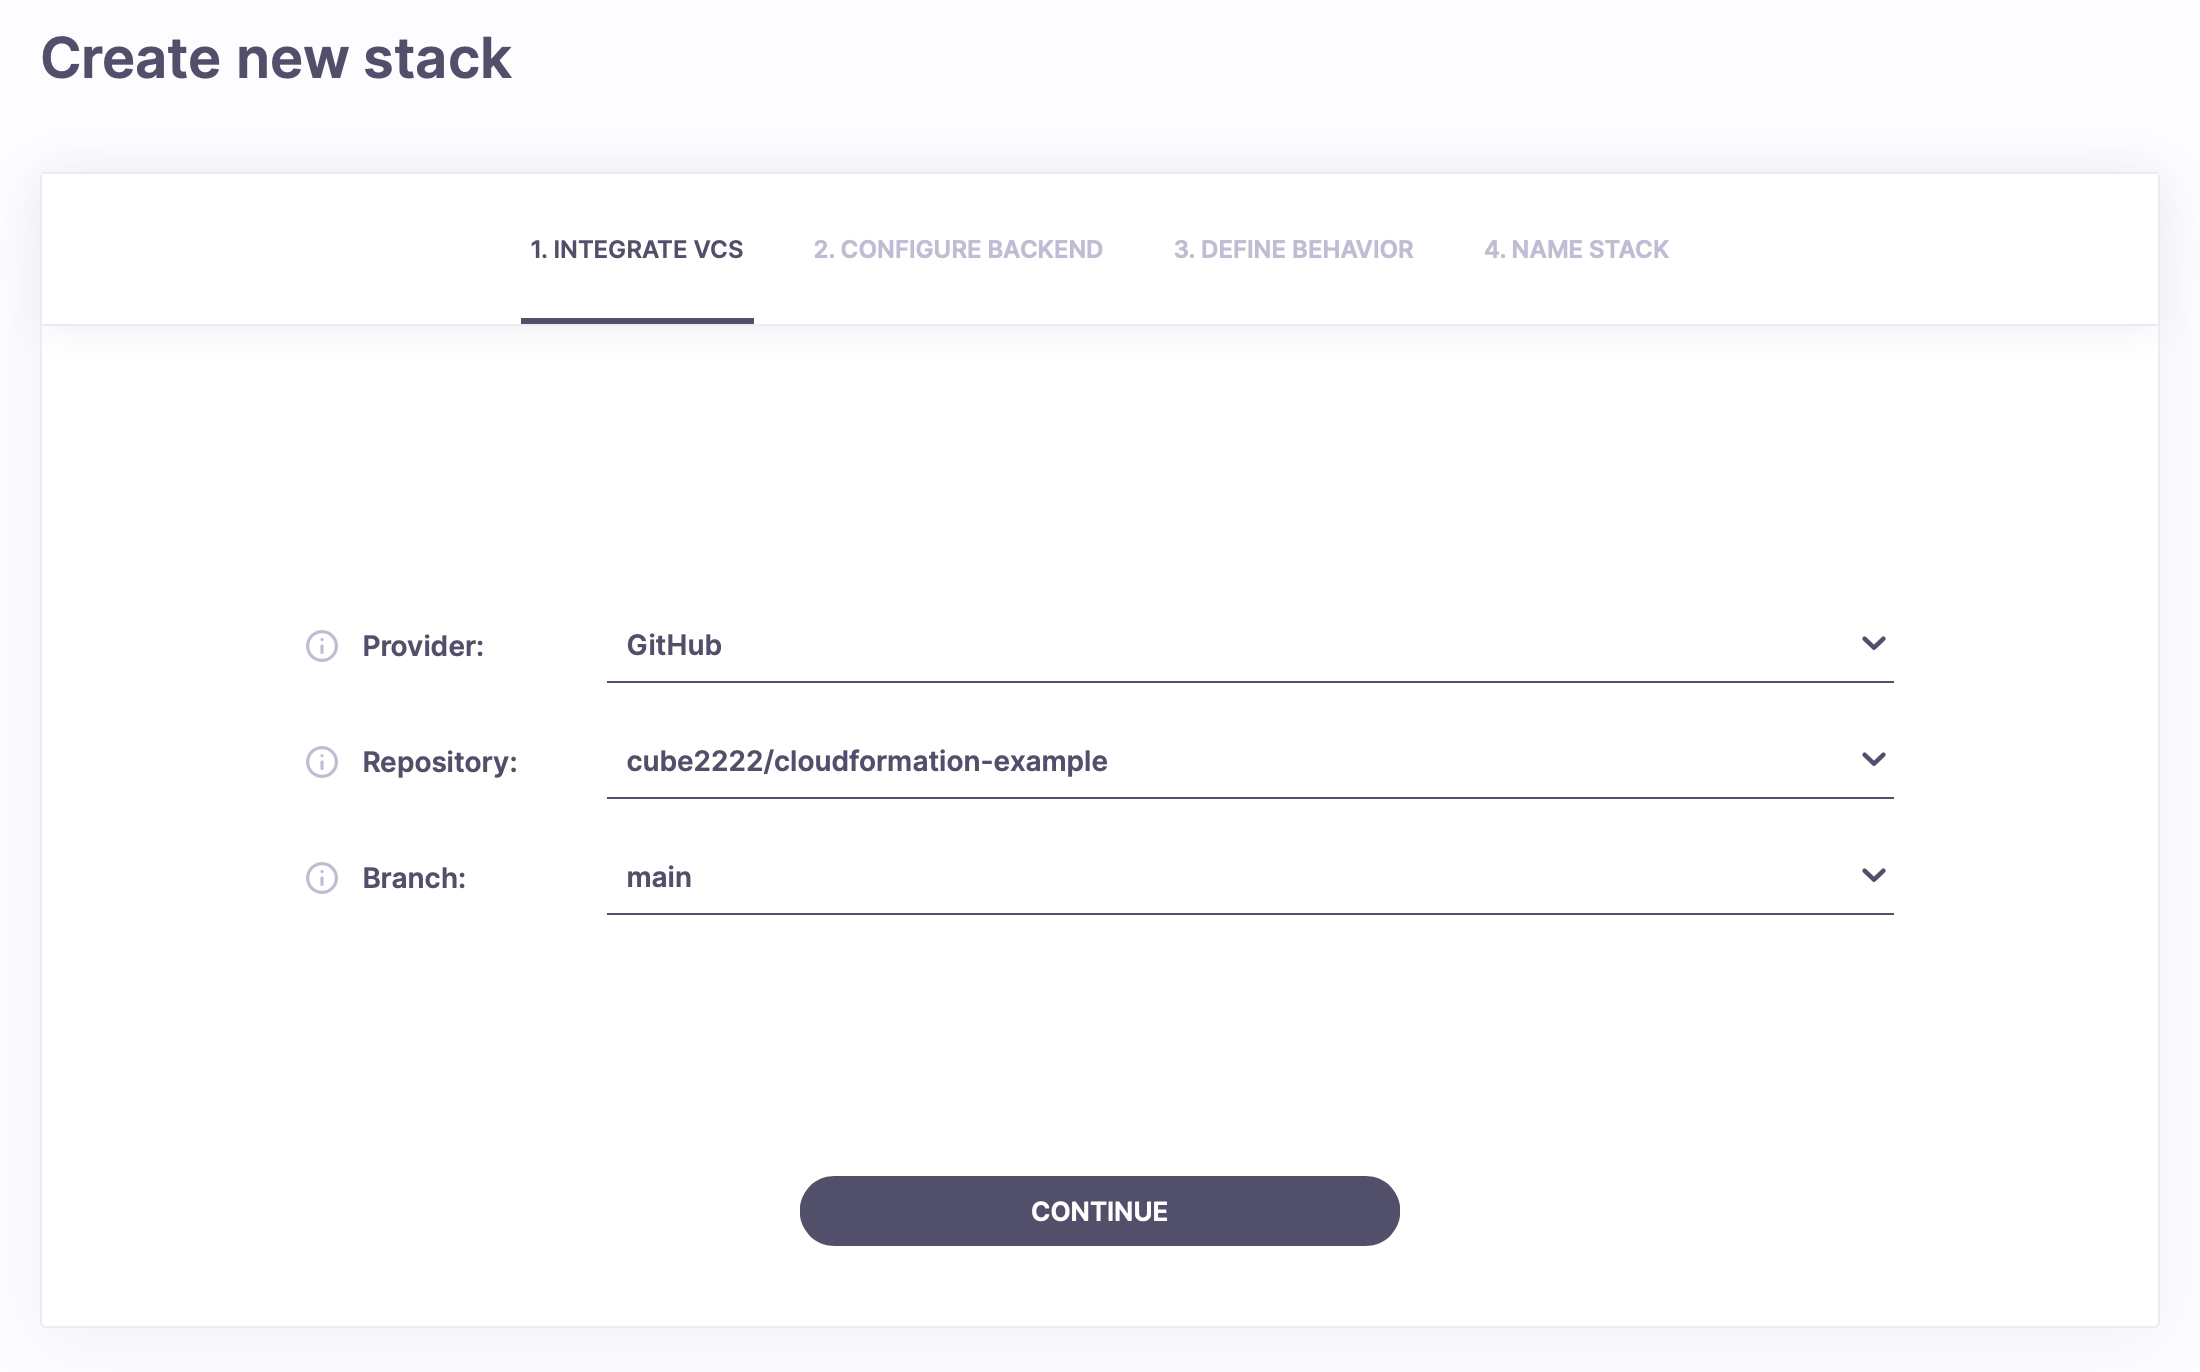 Create new stack
1. INTEGRATE VCS 2. CONFIGURE BACKEND 3. DEFINE BEHAVIOR 4. NAME STACK
Provider: GitHub
Repository: cube2222/cloudformation-example
Branch: main
CONTINUE